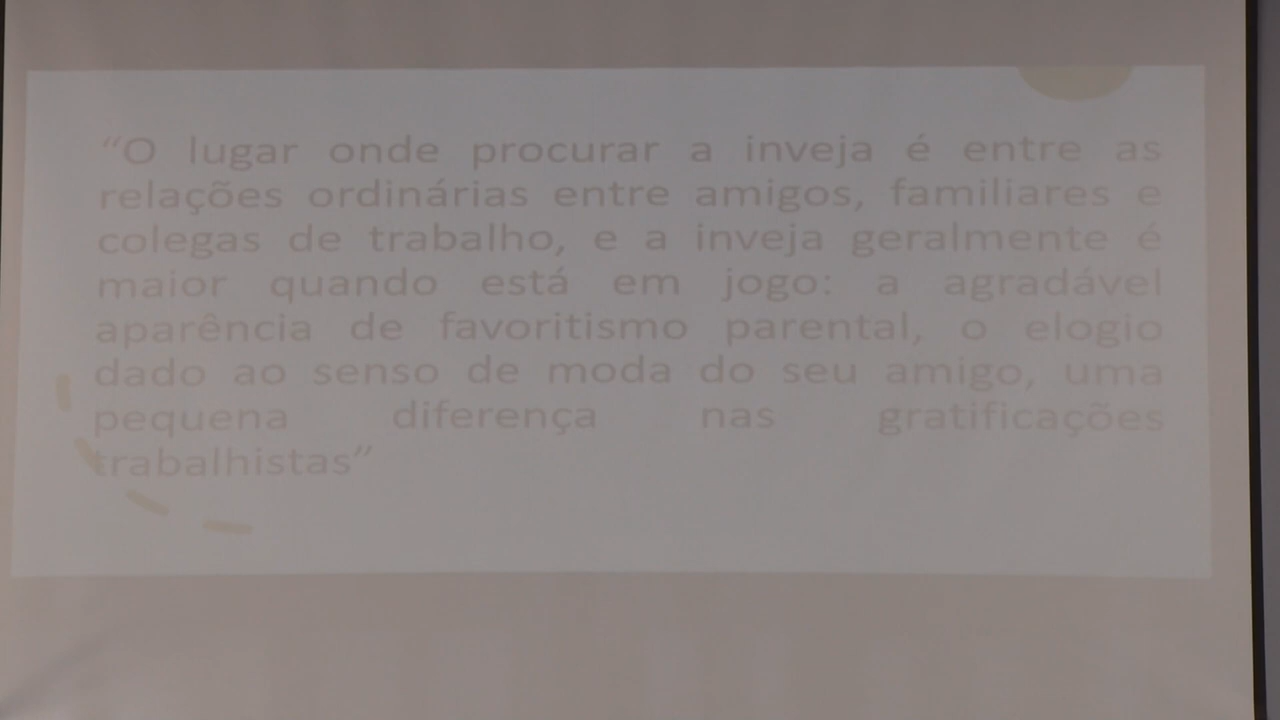 “O lugar onde procurar a inveja é entre as
relações ordinárias entre amigos, familiares e
colegas de trabalho, e a inveja geralmente é
maior quando está em jogo: a agradável
aparência de favoritismo parental, o elogio
dado ao senso de moda do seu amigo, uma
pequena diferença nas gratificações
trabalhistas”